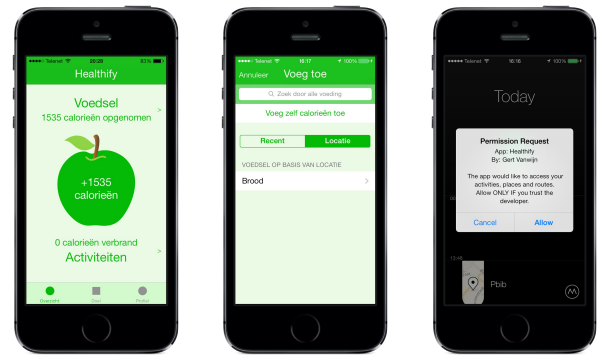 Telenet 20:28 83%
Healthify
Voedsel
1535 calorieën opgenomen
+1535
calorieën
0 calorieën verbrand
Activiteiten
Overzicht Doel Profiel
Telenet 16:17 100%
Annuleer Voeg toe
Zoek door alle voeding
Voeg zelf calorieën toe
Recent Locatie
VOEDSEL OP BASIS VAN LOCATIE
Brood
Telenet 16:16 100%
Today
Permission Request
App: Healthify
By: Gert Vanwijn
The app would like to access your
activities, places and routes.
Allow ONLY IF you trust the
developer.
Cancel Allow
Pbib